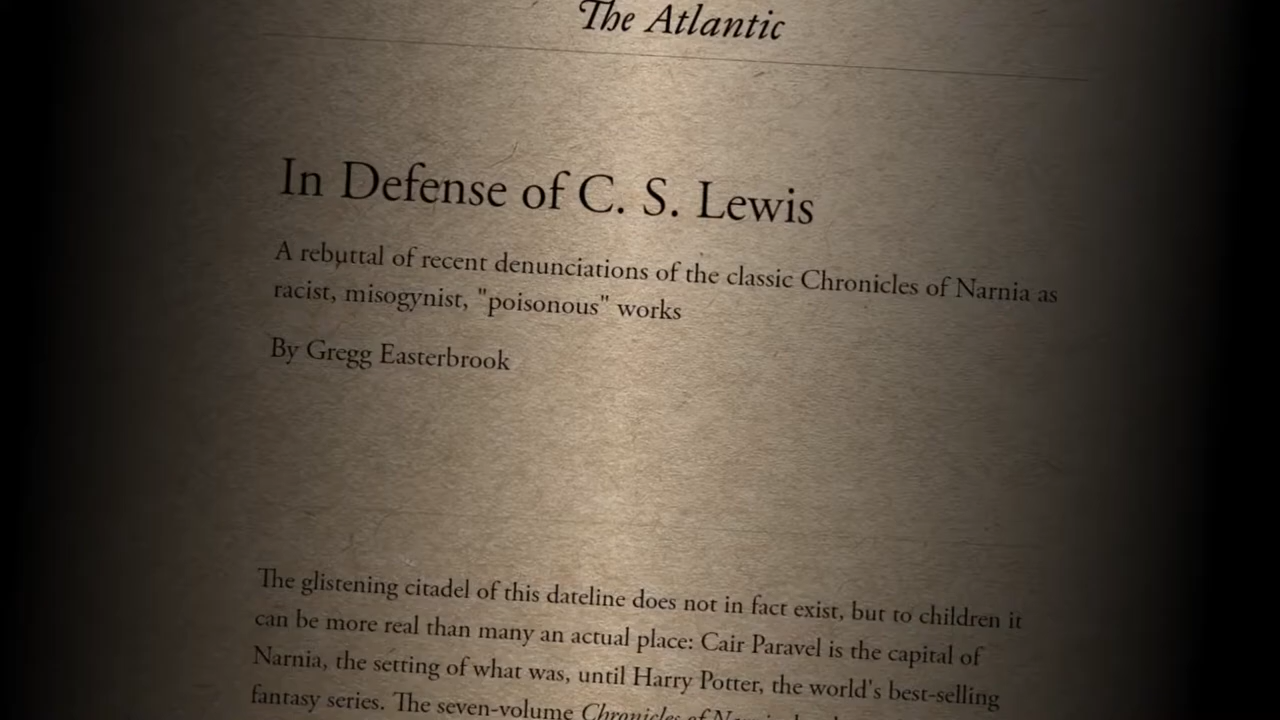 The Atlantic
In Defense of C. S. Lewis
A rebuttal of recent denunciations of the classic Chronicles of Narnia as
racist, misogynist, "poisonous" works
By Gregg Easterbrook
The glistening citadel of this dateline does not in fact exist, but to children it
can be more real than many an actual place: Cair Paravel is the capital of
Narnia, the setting of what was, until Harry Potter, the world's best-selling
fantasy series. The seven-volume Chronicles of